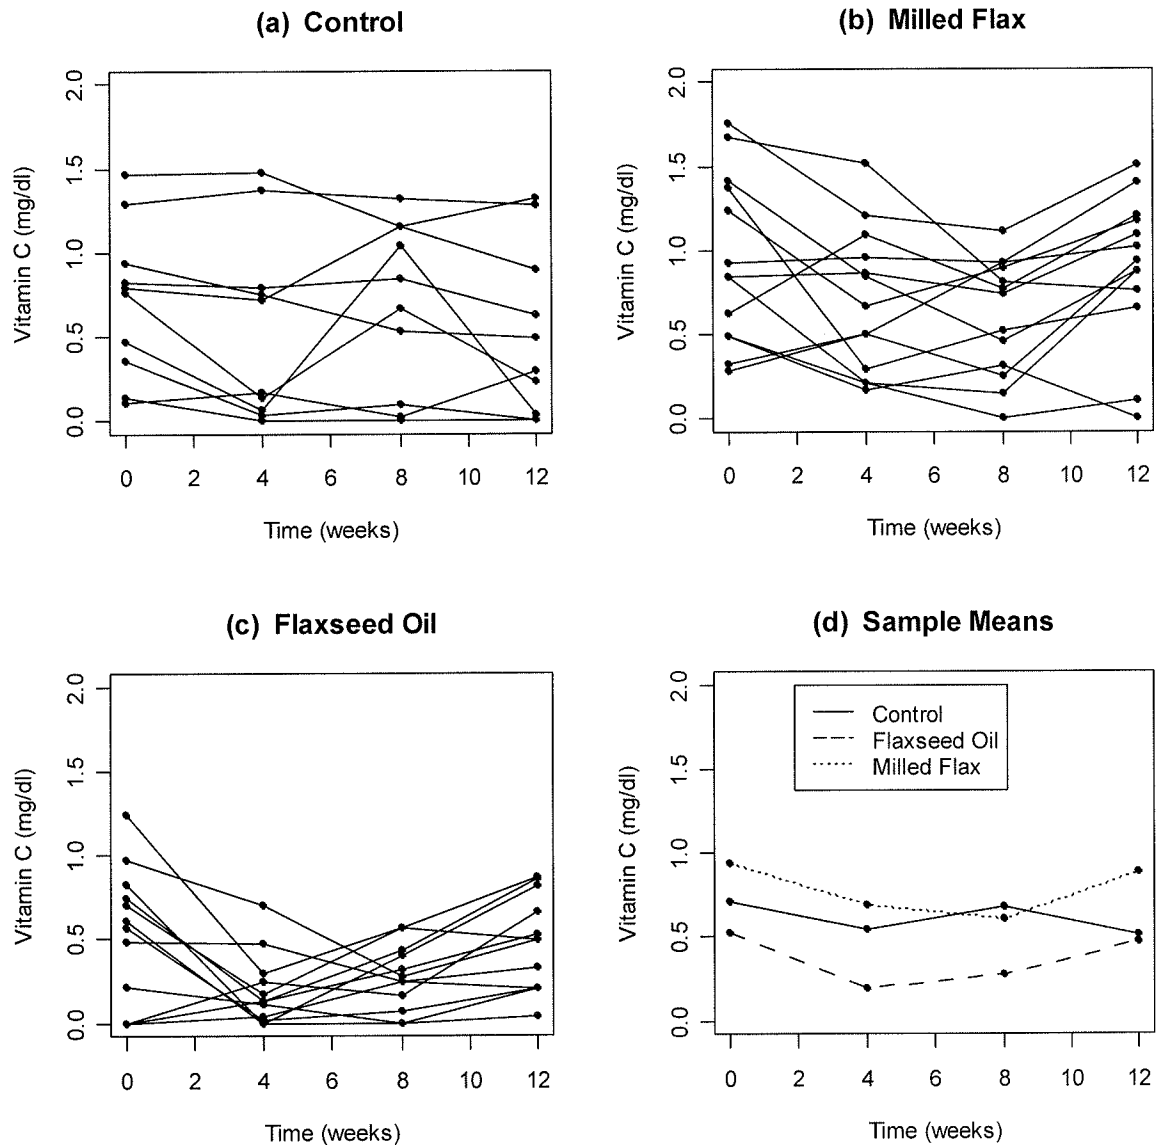 (a) Control
2.0
1.5
1.0
0.5
0.0
Vitamin C (mg/dl)
0 2 4 6 8 10 12
Time (weeks)
(b) Milled Flax
2.0
1.5
1.0
0.5
0.0
Vitamin C (mg/dl)
0 2 4 6 8 10 12
Time (weeks)
(c) Flaxseed Oil
2.0
1.5
1.0
0.5
0.0
Vitamin C (mg/dl)
0 2 4 6 8 10 12
Time (weeks)
(d) Sample Means
2.0
1.5
1.0
0.5
0.0
Vitamin C (mg/dl)
Control
Flaxseed Oil
Milled Flax
0 2 4 6 8 10 12
Time (weeks)